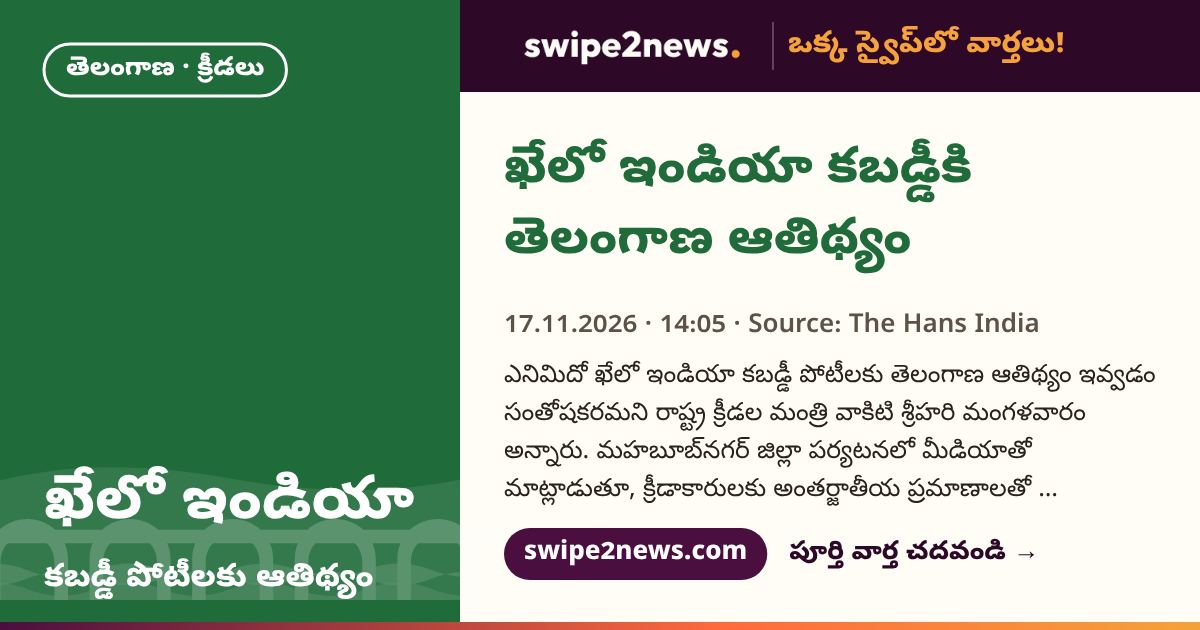 తెలంగాణ · క్రీడలు
ఖేలో ఇండియా
కబడ్డీ పోటీలకు ఆతిథ్యం
swipe2news.
ఒక్క స్వైప్‌లో వార్తలు!
ఖేలో ఇండియా కబడ్డీకి
తెలంగాణ ఆతిథ్యం
17.11.2026 · 14:05 · Source: The Hans India
ఎనిమిదో ఖేలో ఇండియా కబడ్డీ పోటీలకు తెలంగాణ ఆతిథ్యం ఇవ్వడం
సంతోషకరమని రాష్ట్ర క్రీడల మంత్రి వాకిటి శ్రీహరి మంగళవారం
అన్నారు. మహబూబ్‌నగర్ జిల్లా పర్యటనలో మీడియాతో
మాట్లాడుతూ, క్రీడాకారులకు అంతర్జాతీయ ప్రమాణాలతో ...
swipe2news.com
పూర్తి వార్త చదవండి →